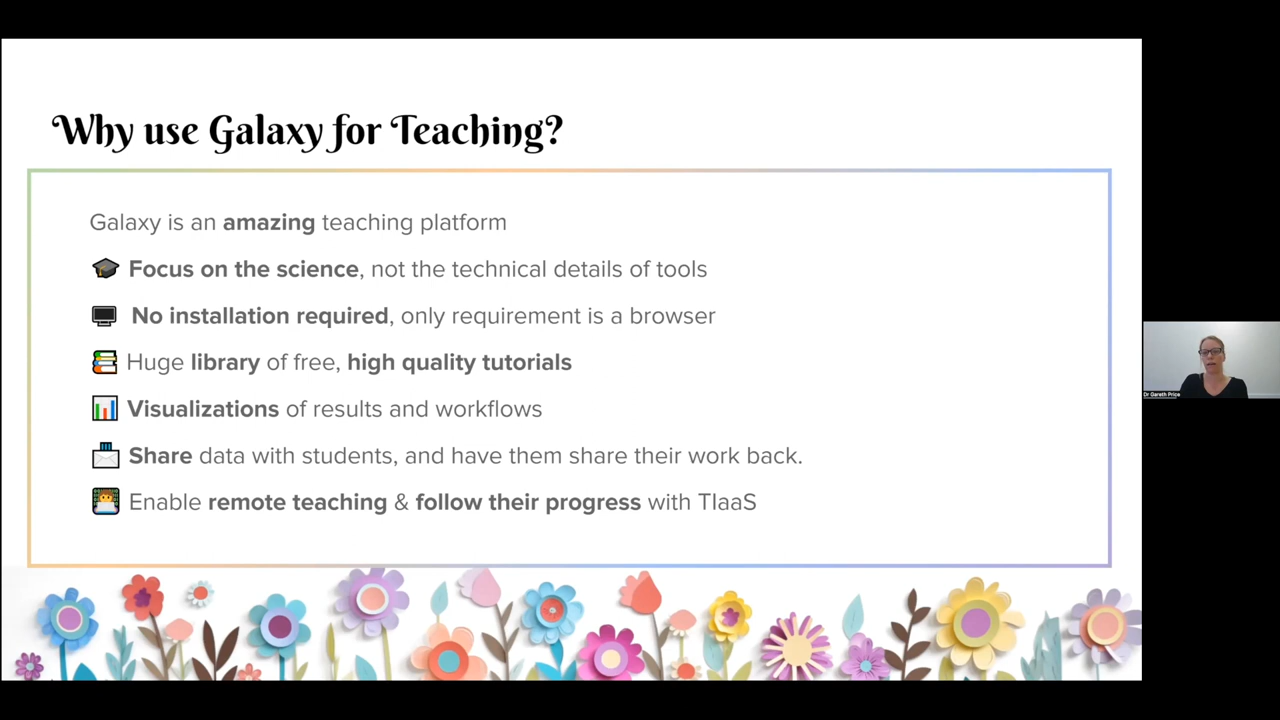 Why use Galaxy for Teaching?
Galaxy is an amazing teaching platform
Focus on the science, not the technical details of tools
No installation required, only requirement is a browser
Huge library of free, high quality tutorials
Visualizations of results and workflows
Share data with students, and have them share their work back.
Enable remote teaching & follow their progress with TIaaS
Dr Gareth Price